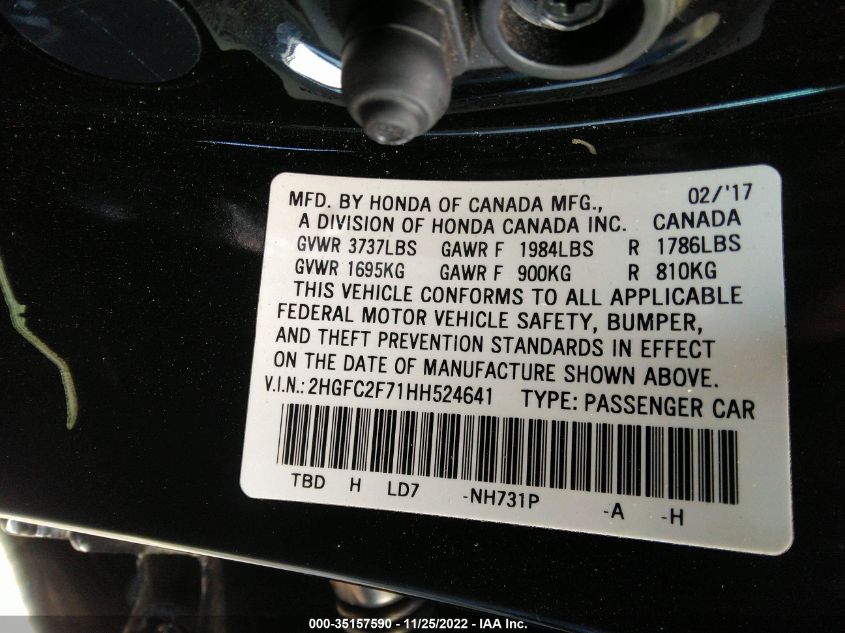 MFD. BY HONDA OF CANADA MFG., 02/'17
A DIVISION OF HONDA CANADA INC. CANADA
GVWR 3737LBS GAWR F 1984LBS R 1786LBS
GVWR 1695KG GAWR F 900KG R 810KG
THIS VEHICLE CONFORMS TO ALL APPLICABLE
FEDERAL MOTOR VEHICLE SAFETY, BUMPER,
AND THEFT PREVENTION STANDARDS IN EFFECT
ON THE DATE OF MANUFACTURE SHOWN ABOVE.
V.I.N.: 2HGFC2F71HH524641 TYPE: PASSENGER CAR
TBD H LD7 -NH731P -A -H
000-35157590 — 11/25/2022 — IAA Inc.